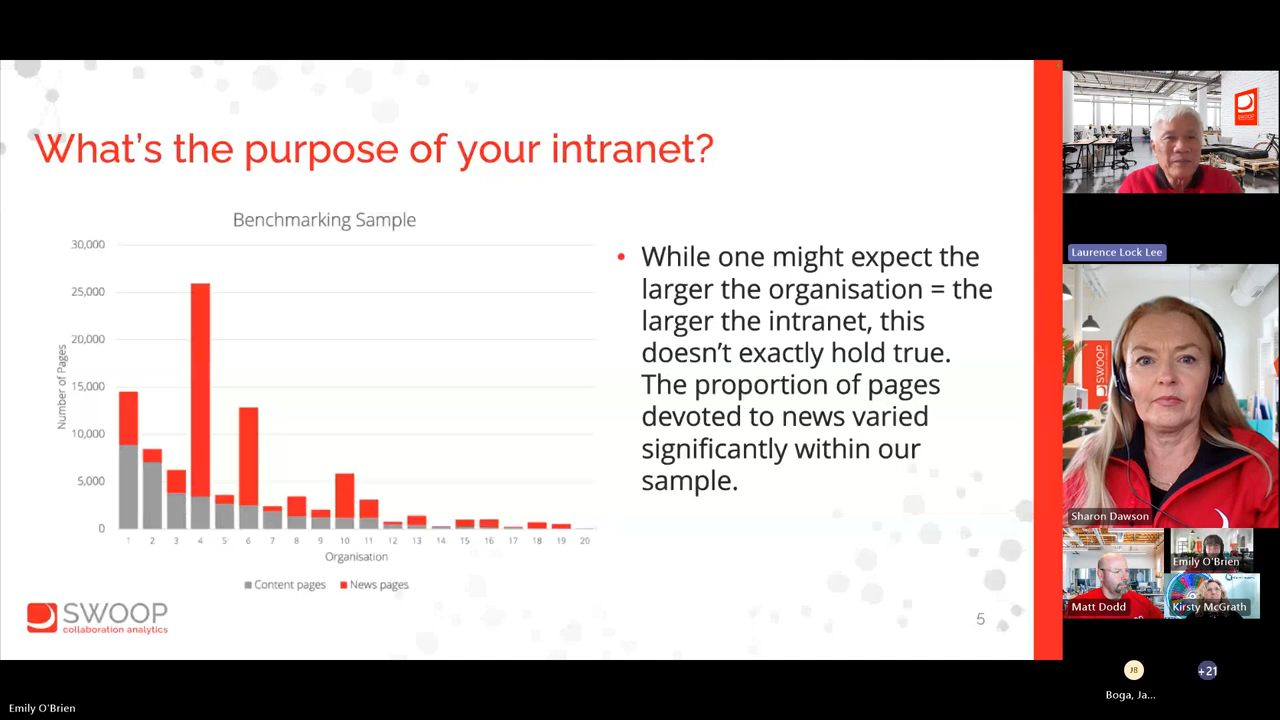 What's the purpose of your intranet?
Benchmarking Sample
30,000
25,000
20,000
15,000
10,000
5,000
0
Number of Pages
1 2 3 4 5 6 7 8 9 10 11 12 13 14 15 16 17 18 19 20
Organisation
Content pages News pages
• While one might expect the
larger the organisation = the
larger the intranet, this
doesn't exactly hold true.
The proportion of pages
devoted to news varied
significantly within our
sample.
SWOOP
collaboration analytics
5
SWOOP
Laurence Lock Lee
SWOOP
Sharon Dawson
Matt Dodd
Emily O'Brien
Kirsty McGrath
JB
Boga, Ja...
+21
Emily O'Brien